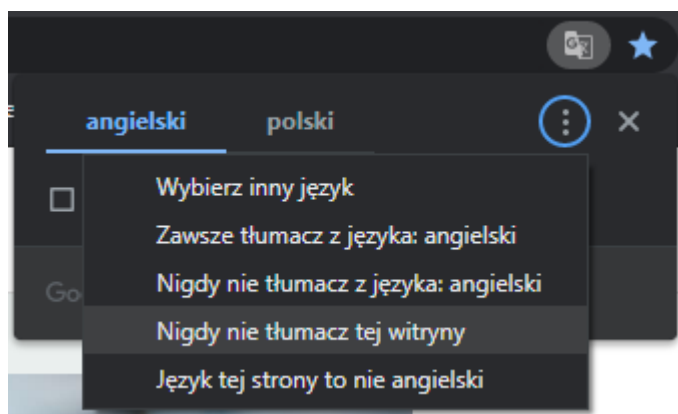 angielski polski
Wybierz inny język
Zawsze tłumacz z języka: angielski
Nigdy nie tłumacz z języka: angielski
Nigdy nie tłumacz tej witryny
Język tej strony to nie angielski